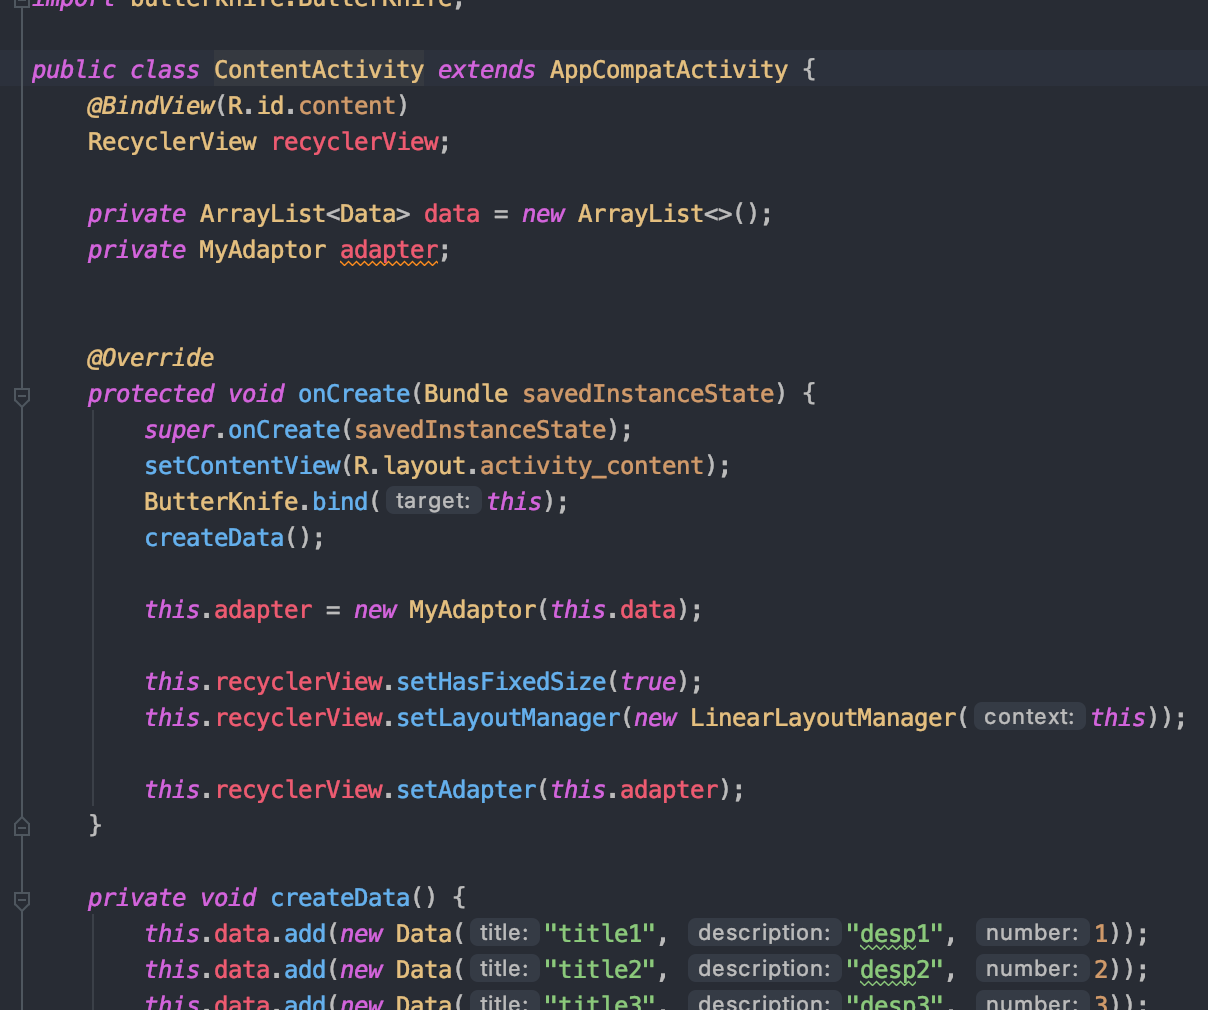 import butterknife.ButterKnife;
public class ContentActivity extends AppCompatActivity {
@BindView(R.id.content)
RecyclerView recyclerView;
private ArrayList<Data> data = new ArrayList<>();
private MyAdaptor adapter;
@Override
protected void onCreate(Bundle savedInstanceState) {
super.onCreate(savedInstanceState);
setContentView(R.layout.activity_content);
ButterKnife.bind( target: this);
createData();
this.adapter = new MyAdaptor(this.data);
this.recyclerView.setHasFixedSize(true);
this.recyclerView.setLayoutManager(new LinearLayoutManager( context: this));
this.recyclerView.setAdapter(this.adapter);
}
private void createData() {
this.data.add(new Data( title: "title1", description: "desp1", number: 1));
this.data.add(new Data( title: "title2", description: "desp2", number: 2));
this.data.add(new Data( title: "title3", description: "desp3", number: 3));